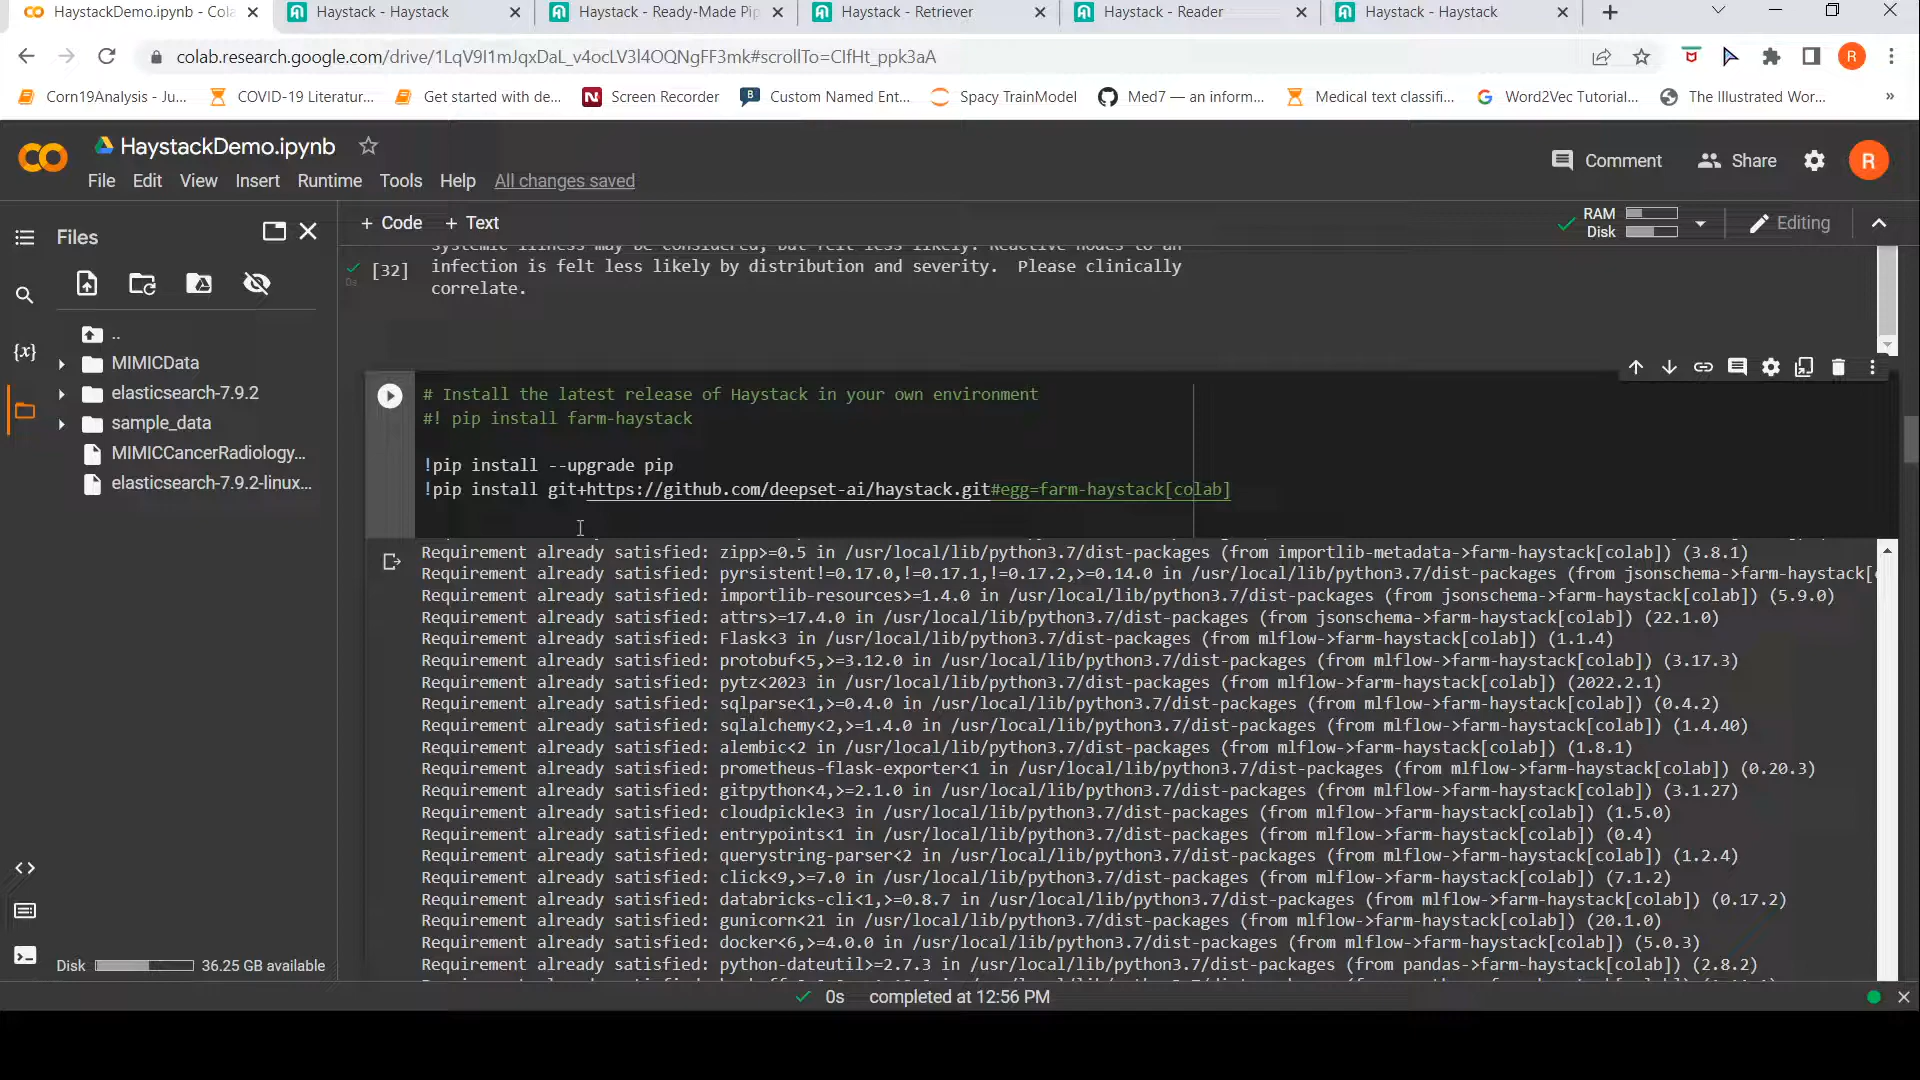 HaystackDemo.ipynb - Cola
Haystack - Haystack
Haystack - Ready-Made Pip
Haystack - Retriever
Haystack - Reader
Haystack - Haystack
colab.research.google.com/drive/1LqV9I1mJqxDaL_v4ocLV3l4OQNgFF3mk#scrollTo=CIfHt_ppk3aA
R
Corn19Analysis - Ju...
COVID-19 Literatur...
Get started with de...
Screen Recorder
Custom Named Ent...
Spacy TrainModel
Med7 — an inform...
Medical text classifi...
Word2Vec Tutorial...
The Illustrated Wor...
»
HaystackDemo.ipynb
Comment
Share
R
File Edit View Insert Runtime Tools Help All changes saved
Files
+ Code + Text
RAM
Disk
Editing
systemic illness may be considered, but felt less likely. Reactive nodes to an
[32]
infection is felt less likely by distribution and severity.  Please clinically
correlate.
{x}
..
MIMICData
elasticsearch-7.9.2
sample_data
MIMICCancerRadiology...
elasticsearch-7.9.2-linux...
# Install the latest release of Haystack in your own environment
#! pip install farm-haystack
!pip install --upgrade pip
!pip install git+https://github.com/deepset-ai/haystack.git#egg=farm-haystack[colab]
Requirement already satisfied: zipp>=0.5 in /usr/local/lib/python3.7/dist-packages (from importlib-metadata->farm-haystack[colab]) (3.8.1)
Requirement already satisfied: pyrsistent!=0.17.0,!=0.17.1,!=0.17.2,>=0.14.0 in /usr/local/lib/python3.7/dist-packages (from jsonschema->farm-haystack[
Requirement already satisfied: importlib-resources>=1.4.0 in /usr/local/lib/python3.7/dist-packages (from jsonschema->farm-haystack[colab]) (5.9.0)
Requirement already satisfied: attrs>=17.4.0 in /usr/local/lib/python3.7/dist-packages (from jsonschema->farm-haystack[colab]) (22.1.0)
Requirement already satisfied: Flask<3 in /usr/local/lib/python3.7/dist-packages (from mlflow->farm-haystack[colab]) (1.1.4)
Requirement already satisfied: protobuf<5,>=3.12.0 in /usr/local/lib/python3.7/dist-packages (from mlflow->farm-haystack[colab]) (3.17.3)
Requirement already satisfied: pytz<2023 in /usr/local/lib/python3.7/dist-packages (from mlflow->farm-haystack[colab]) (2022.2.1)
Requirement already satisfied: sqlparse<1,>=0.4.0 in /usr/local/lib/python3.7/dist-packages (from mlflow->farm-haystack[colab]) (0.4.2)
Requirement already satisfied: sqlalchemy<2,>=1.4.0 in /usr/local/lib/python3.7/dist-packages (from mlflow->farm-haystack[colab]) (1.4.40)
Requirement already satisfied: alembic<2 in /usr/local/lib/python3.7/dist-packages (from mlflow->farm-haystack[colab]) (1.8.1)
Requirement already satisfied: prometheus-flask-exporter<1 in /usr/local/lib/python3.7/dist-packages (from mlflow->farm-haystack[colab]) (0.20.3)
Requirement already satisfied: gitpython<4,>=2.1.0 in /usr/local/lib/python3.7/dist-packages (from mlflow->farm-haystack[colab]) (3.1.27)
Requirement already satisfied: cloudpickle<3 in /usr/local/lib/python3.7/dist-packages (from mlflow->farm-haystack[colab]) (1.5.0)
Requirement already satisfied: entrypoints<1 in /usr/local/lib/python3.7/dist-packages (from mlflow->farm-haystack[colab]) (0.4)
Requirement already satisfied: querystring-parser<2 in /usr/local/lib/python3.7/dist-packages (from mlflow->farm-haystack[colab]) (1.2.4)
Requirement already satisfied: click<9,>=7.0 in /usr/local/lib/python3.7/dist-packages (from mlflow->farm-haystack[colab]) (7.1.2)
Requirement already satisfied: databricks-cli<1,>=0.8.7 in /usr/local/lib/python3.7/dist-packages (from mlflow->farm-haystack[colab]) (0.17.2)
Requirement already satisfied: gunicorn<21 in /usr/local/lib/python3.7/dist-packages (from mlflow->farm-haystack[colab]) (20.1.0)
Requirement already satisfied: docker<6,>=4.0.0 in /usr/local/lib/python3.7/dist-packages (from mlflow->farm-haystack[colab]) (5.0.3)
Requirement already satisfied: python-dateutil>=2.7.3 in /usr/local/lib/python3.7/dist-packages (from pandas->farm-haystack[colab]) (2.8.2)
Disk
36.25 GB available
0s completed at 12:56 PM